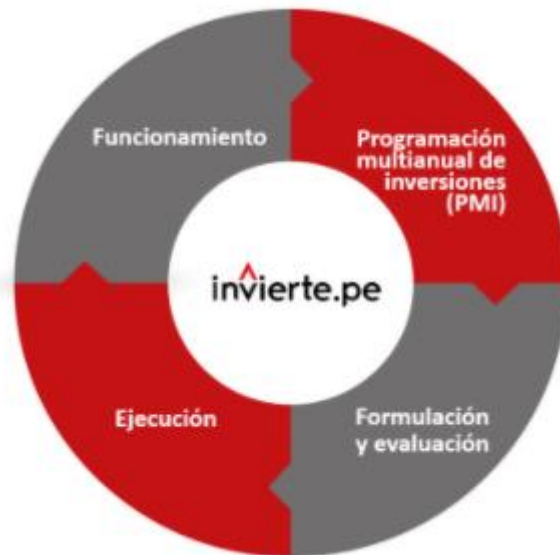 Funcionamiento
Programación
multianual de
inversiones
(PMI)
invierte.pe
Ejecución
Formulación
y evaluación